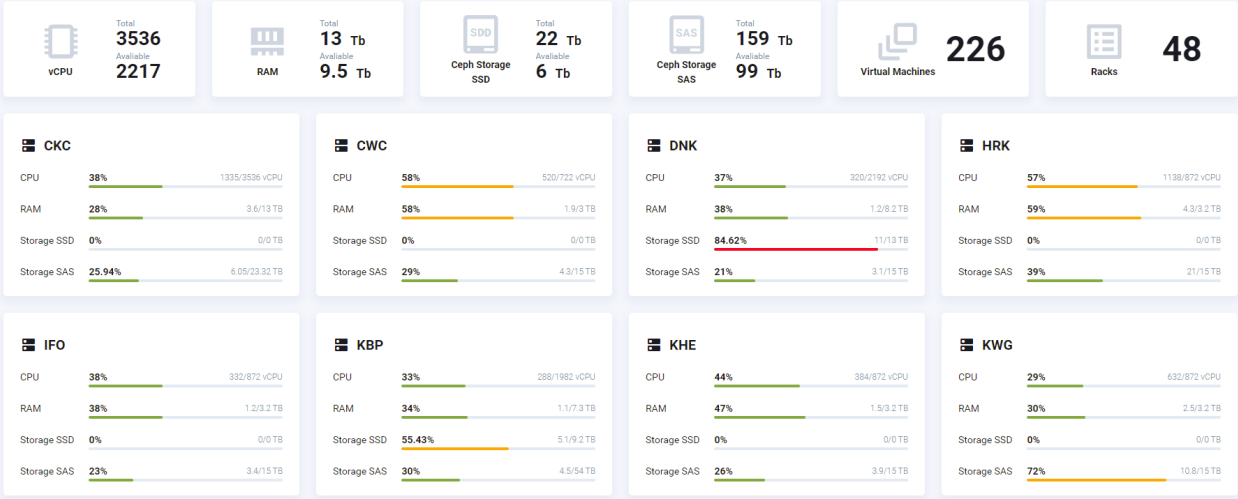 Total
3536
Avaliable
2217
vCPU
Total
13 Tb
Avaliable
9.5 Tb
RAM
SDD
Total
22 Tb
Avaliable
6 Tb
Ceph Storage
SSD
SAS
Total
159 Tb
Avaliable
99 Tb
Ceph Storage
SAS
Virtual Machines 226
Racks 48
CKC
CPU 38% 1335/3536 vCPU
RAM 28% 3.6/13 TB
Storage SSD 0% 0/0 TB
Storage SAS 25.94% 6.05/23.32 TB
CWC
CPU 58% 520/722 vCPU
RAM 58% 1.9/3 TB
Storage SSD 0% 0/0 TB
Storage SAS 29% 4.3/15 TB
DNK
CPU 37% 320/2192 vCPU
RAM 38% 1.2/8.2 TB
Storage SSD 84.62% 11/13 TB
Storage SAS 21% 3.1/15 TB
HRK
CPU 57% 1138/872 vCPU
RAM 59% 4.3/3.2 TB
Storage SSD 0% 0/0 TB
Storage SAS 39% 21/15 TB
IFO
CPU 38% 332/872 vCPU
RAM 38% 1.2/3.2 TB
Storage SSD 0% 0/0 TB
Storage SAS 23% 3.4/15 TB
KBP
CPU 33% 288/1982 vCPU
RAM 34% 1.1/7.3 TB
Storage SSD 55.43% 5.1/9.2 TB
Storage SAS 30% 4.5/54 TB
KHE
CPU 44% 384/872 vCPU
RAM 47% 1.5/3.2 TB
Storage SSD 0% 0/0 TB
Storage SAS 26% 3.9/15 TB
KWG
CPU 29% 632/872 vCPU
RAM 30% 2.5/3.2 TB
Storage SSD 0% 0/0 TB
Storage SAS 72% 10.8/15 TB